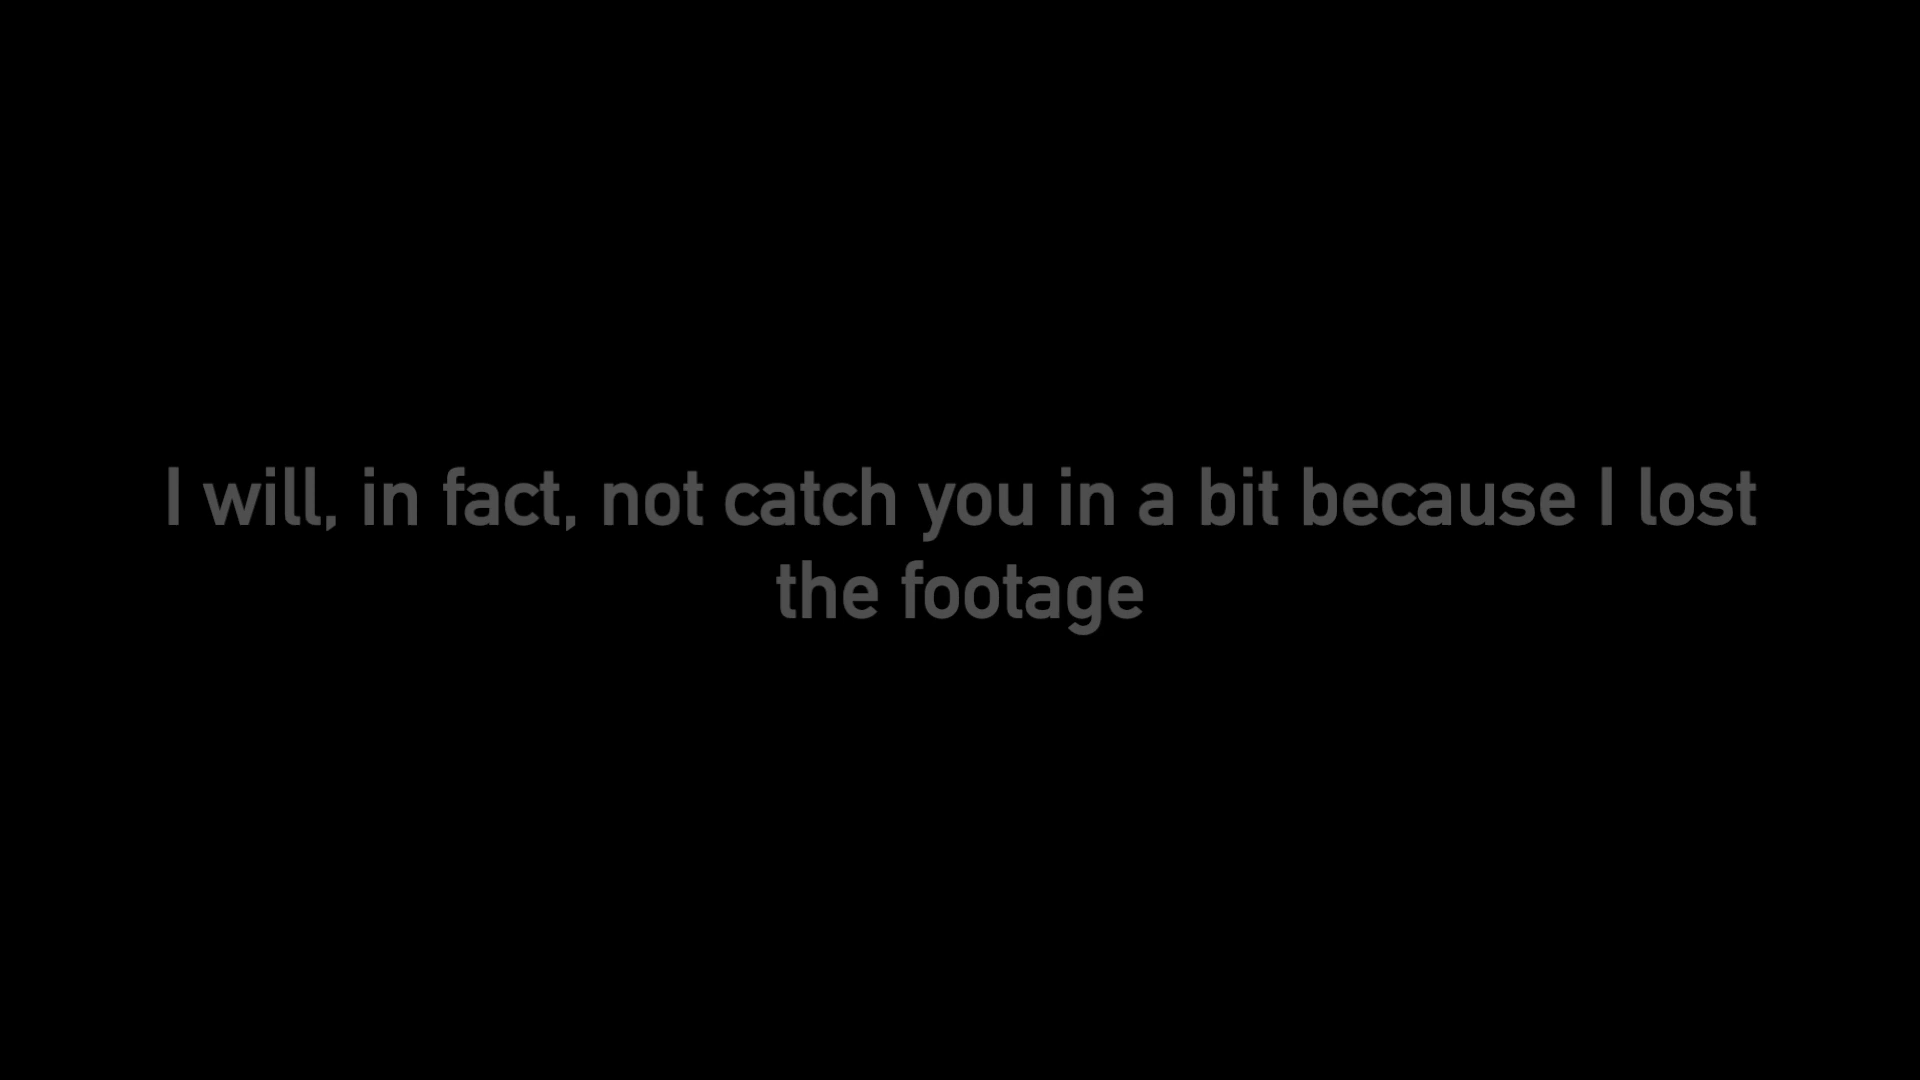 I will, in fact, not catch you in a bit because I lost
the footage